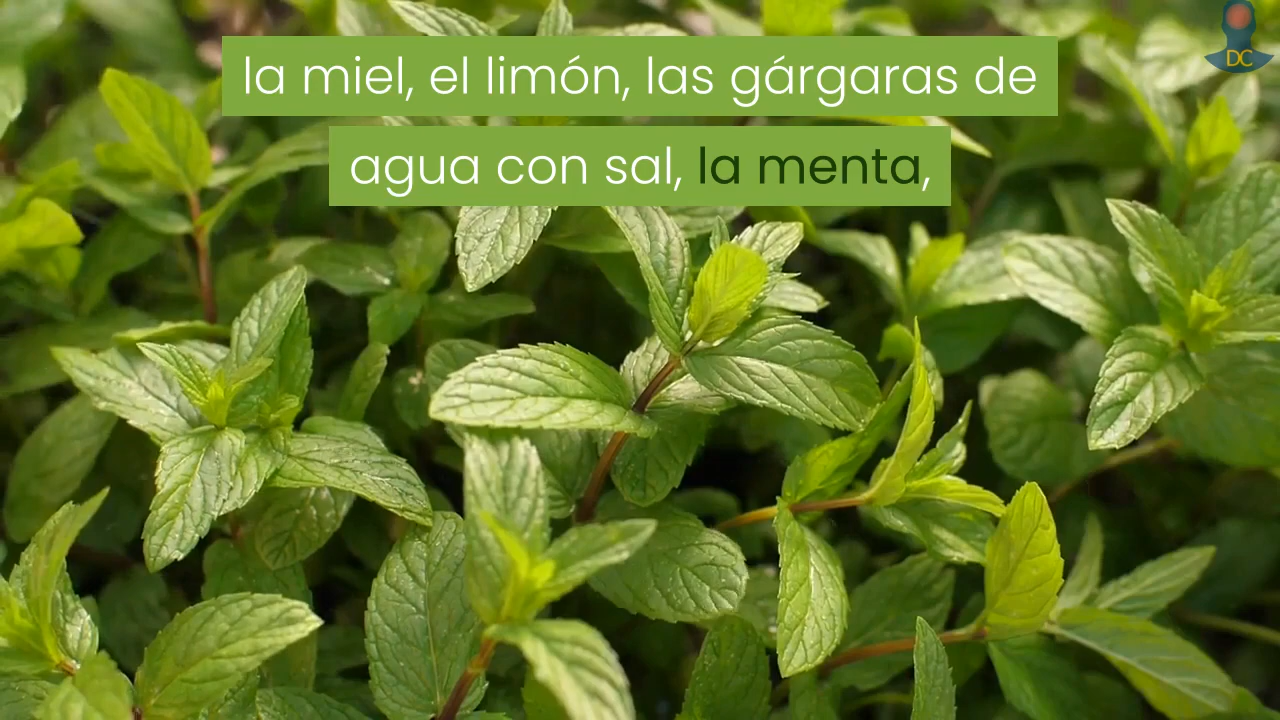 la miel, el limón, las gárgaras de
agua con sal, la menta,
DC